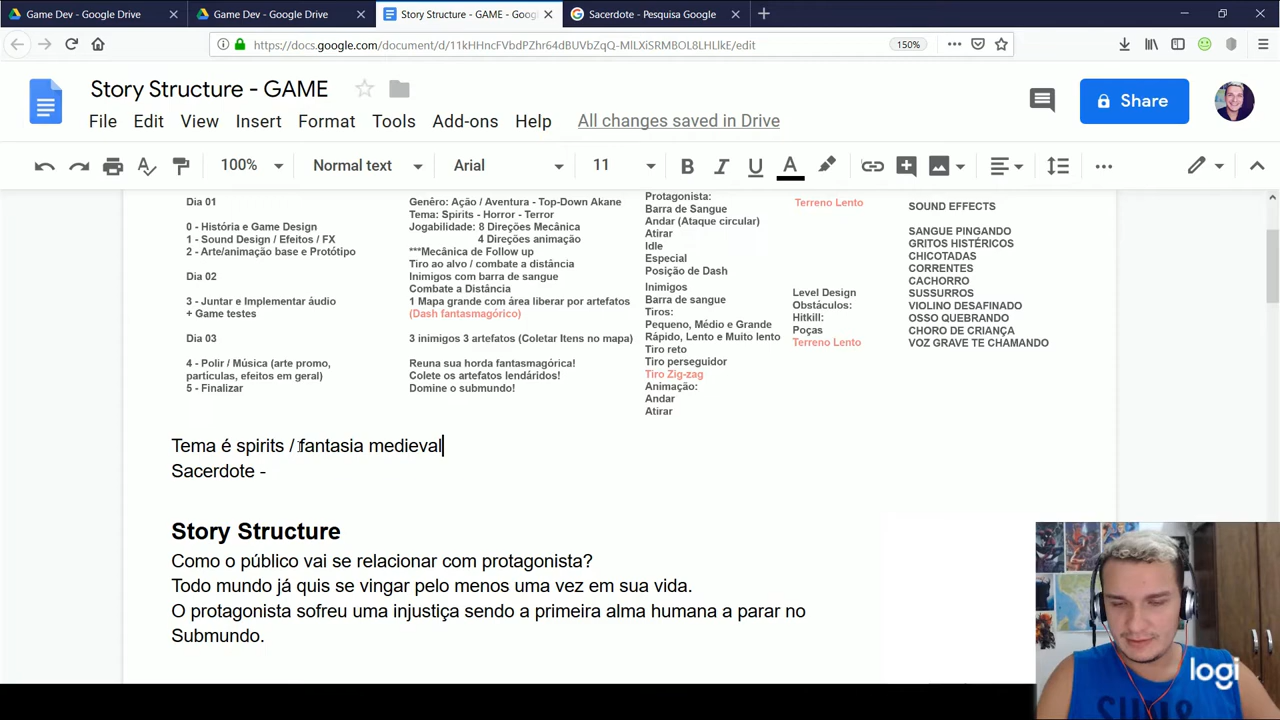 Game Dev - Google Drive
Game Dev - Google Drive
Story Structure - GAME - Goog
Sacerdote - Pesquisa Google
150%
Story Structure - GAME
File Edit View Insert Format Tools Add-ons Help
All changes saved in Drive
Share
100% Normal text Arial 11 B I U A
Dia 01
0 - História e Game Design
1 - Sound Design / Efeitos / FX
2 - Arte/animação base e Protótipo
Dia 02
3 - Juntar e Implementar áudio
+ Game testes
Dia 03
4 - Polir / Música (arte promo,
particulas, efeitos em geral)
5 - Finalizar
Genêro: Ação / Aventura - Top-Down Akane
Tema: Spirits - Horror - Terror
Jogabilidade: 8 Direções Mecânica
4 Direções animação
***Mecânica de Follow up
Tiro ao alvo / combate a distância
Inimigos com barra de sangue
Combate a Distância
1 Mapa grande com área liberar por artefatos
(Dash fantasmagórico)
3 inimigos 3 artefatos (Coletar Itens no mapa)
Reuna sua horda fantasmagórica!
Colete os artefatos lendáridos!
Domine o submundo!
Protagonista:
Barra de Sangue
Andar (Ataque circular)
Atirar
Idle
Especial
Posição de Dash
Inimigos
Barra de sangue
Tiros:
Pequeno, Médio e Grande
Rápido, Lento e Muito lento
Tiro reto
Tiro perseguidor
Tiro Zig-zag
Animação:
Andar
Atirar
Terreno Lento
Level Design
Obstáculos:
Hitkill:
Poças
Terreno Lento
SOUND EFFECTS
SANGUE PINGANDO
GRITOS HISTÉRICOS
CHICOTADAS
CORRENTES
CACHORRO
SUSSURROS
VIOLINO DESAFINADO
OSSO QUEBRANDO
CHORO DE CRIANÇA
VOZ GRAVE TE CHAMANDO
Tema é spirits / fantasia medieval
Sacerdote -
Story Structure
Como o público vai se relacionar com protagonista?
Todo mundo já quis se vingar pelo menos uma vez em sua vida.
O protagonista sofreu uma injustiça sendo a primeira alma humana a parar no
Submundo.
logi